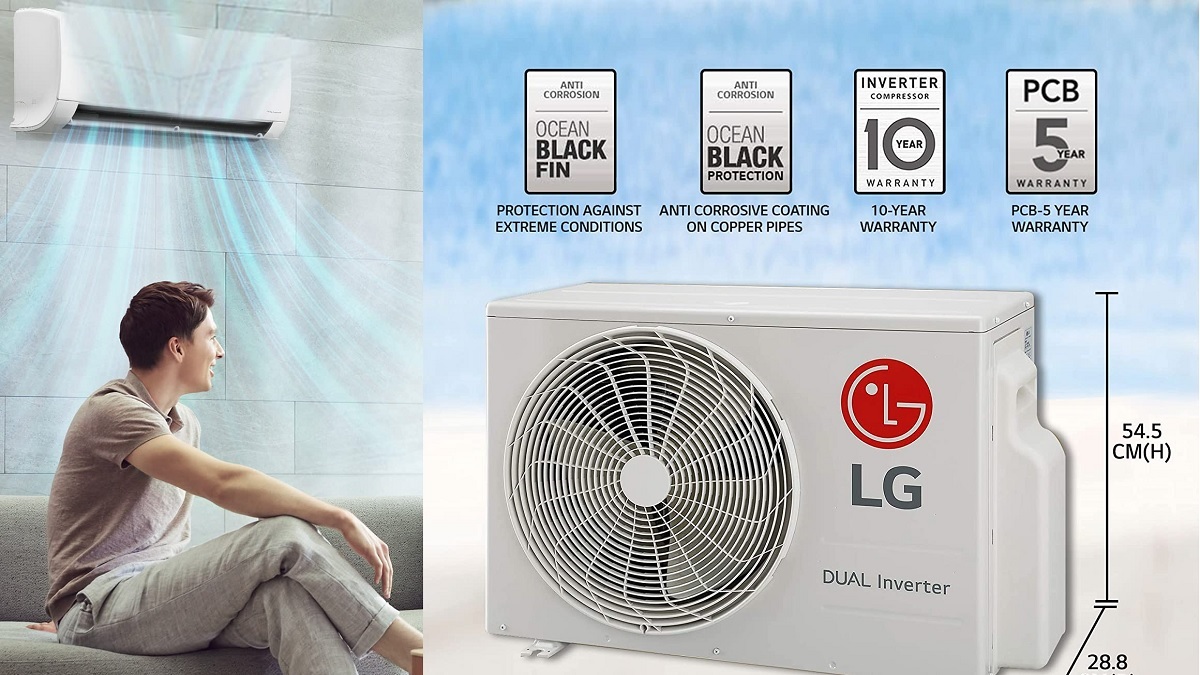 ANTI
CORROSION
OCEAN
BLACK
FIN
PROTECTION AGAINST
EXTREME CONDITIONS
ANTI
CORROSION
OCEAN
BLACK
PROTECTION
ANTI CORROSIVE COATING
ON COPPER PIPES
INVERTER
COMPRESSOR
10 YEAR
WARRANTY
10-YEAR
WARRANTY
PCB
5 YEAR
WARRANTY
PCB-5 YEAR
WARRANTY
LG
LG
DUAL Inverter
54.5
CM(H)
28.8